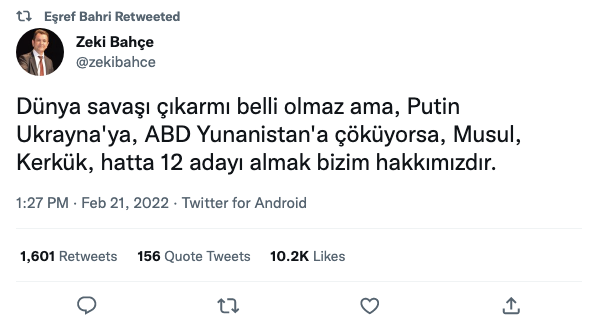 Eşref Bahri Retweeted
Zeki Bahçe
@zekibahce
Dünya savaşı çıkarmı belli olmaz ama, Putin
Ukrayna'ya, ABD Yunanistan'a çöküyorsa, Musul,
Kerkük, hatta 12 adayı almak bizim hakkımızdır.
1:27 PM · Feb 21, 2022 · Twitter for Android
1,601 Retweets 156 Quote Tweets 10.2K Likes